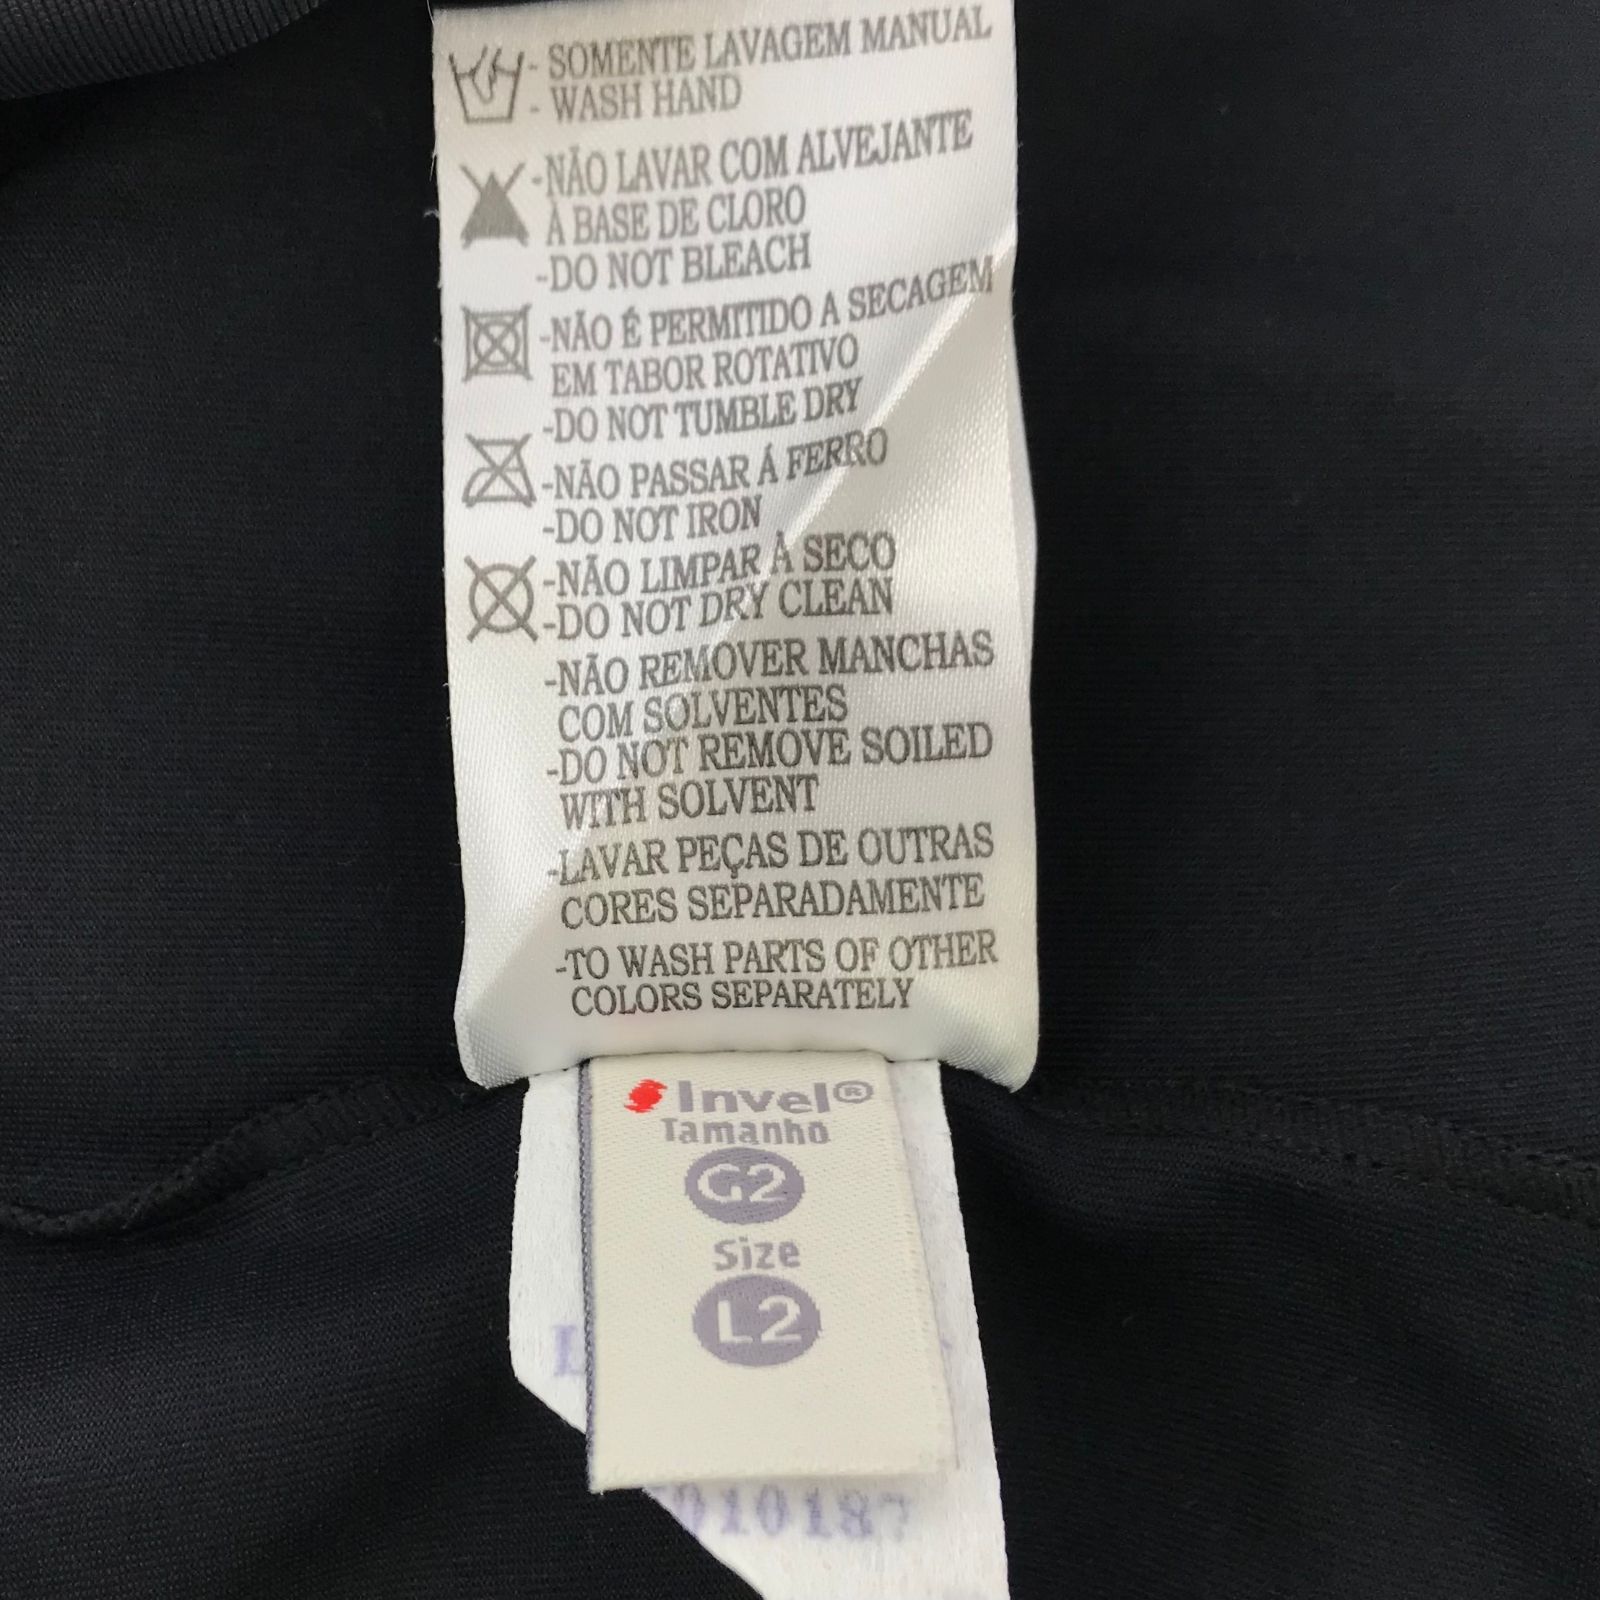 - SOMENTE LAVAGEM MANUAL
- WASH HAND
-NÃO LAVAR COM ALVEJANTE
À BASE DE CLORO
-DO NOT BLEACH
-NÃO É PERMITIDO A SECAGEM
EM TABOR ROTATIVO
-DO NOT TUMBLE DRY
-NÃO PASSAR Á FERRO
-DO NOT IRON
-NÃO LIMPAR À SECO
-DO NOT DRY CLEAN
-NÃO REMOVER MANCHAS
COM SOLVENTES
-DO NOT REMOVE SOILED
WITH SOLVENT
-LAVAR PEÇAS DE OUTRAS
CORES SEPARADAMENTE
-TO WASH PARTS OF OTHER
COLORS SEPARATELY
Invel®
Tamanho
G2
Size
L2